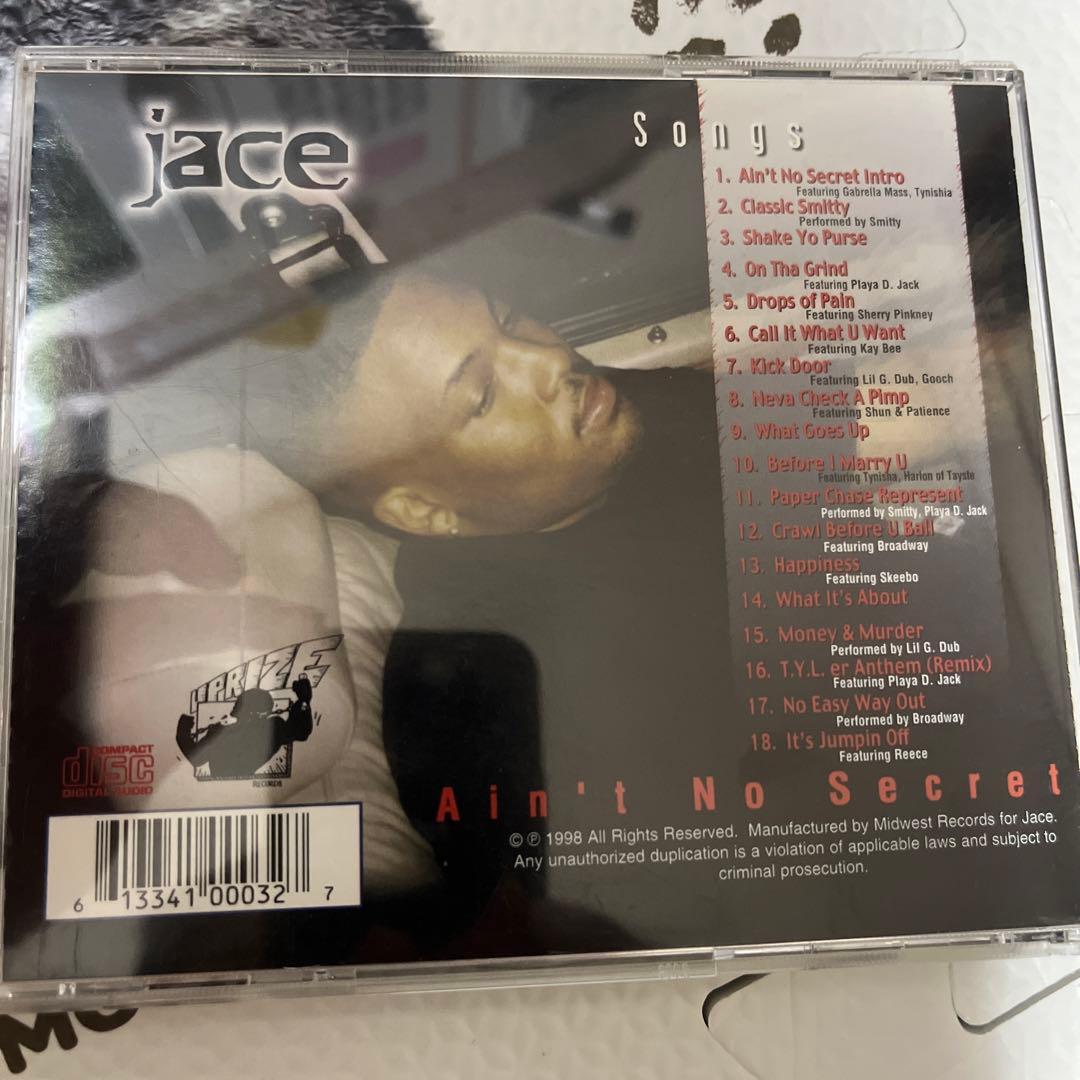 jace
Songs
1. Ain't No Secret Intro
Featuring Gabrella Mass, Tynishia
2. Classic Smitty
Performed by Smitty
3. Shake Yo Purse
4. On Tha Grind
Featuring Playa D. Jack
5. Drops of Pain
Featuring Sherry Pinkney
6. Call It What U Want
Featuring Kay Bee
7. Kick Door
Featuring Lil G. Dub, Gooch
8. Neva Check A Pimp
Featuring Shun & Patience
9. What Goes Up
10. Before I Marry U
Featuring Tynisha, Harlon of Tayste
11. Paper Chase Represent
Performed by Smitty, Playa D. Jack
12. Crawl Before U Ball
Featuring Broadway
13. Happiness
Featuring Skeebo
14. What It's About
15. Money & Murder
Performed by Lil G. Dub
16. T.Y.L. er Anthem (Remix)
Featuring Playa D. Jack
17. No Easy Way Out
Performed by Broadway
18. It's Jumpin Off
Featuring Reece
UPRIZE
RECORDS
COMPACT
disc
DIGITAL AUDIO
Ain't No Secret
© ℗ 1998 All Rights Reserved. Manufactured by Midwest Records for Jace.
Any unauthorized duplication is a violation of applicable laws and subject to
criminal prosecution.
6 13341 00032 7